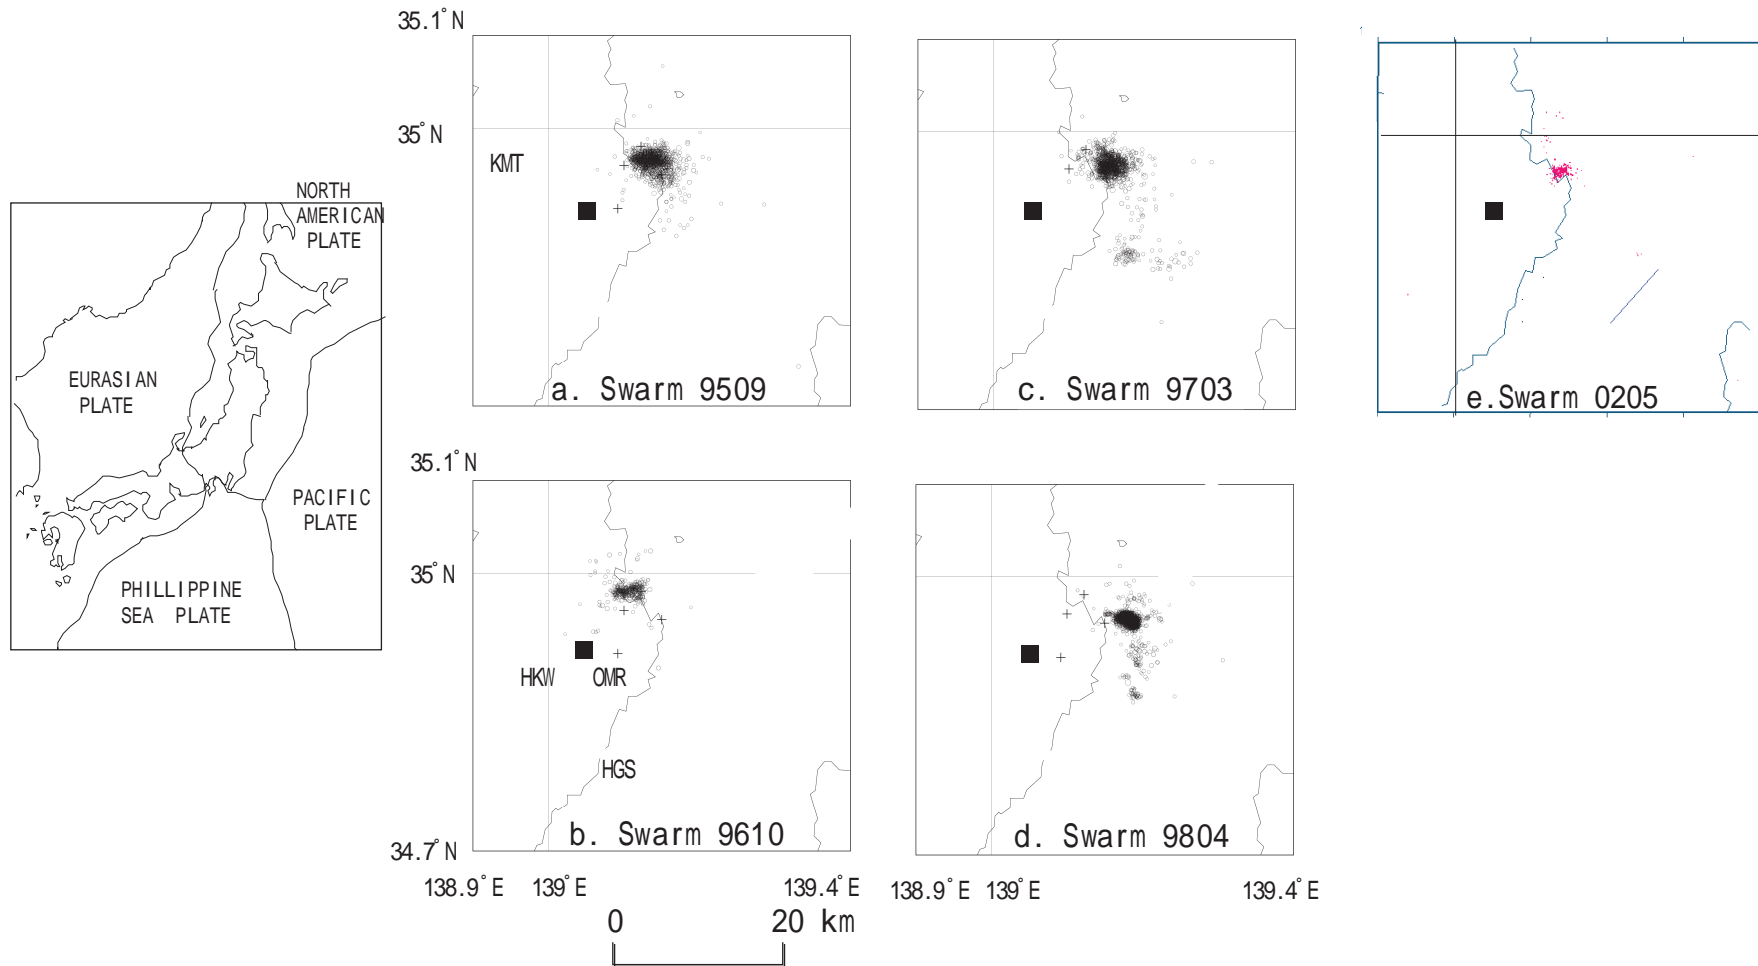 NORTH
AMERICAN
PLATE
EURASIAN
PLATE
PACIFIC
PLATE
PHILLIPPINE
SEA PLATE
35.1°N
35°N
KMT
a. Swarm 9509
c. Swarm 9703
e.Swarm 0205
35.1°N
35°N
HKW
OMR
HGS
b. Swarm 9610
d. Swarm 9804
34.7°N
138.9°E 139°E 139.4°E
138.9°E 139°E 139.4°E
0 20 km